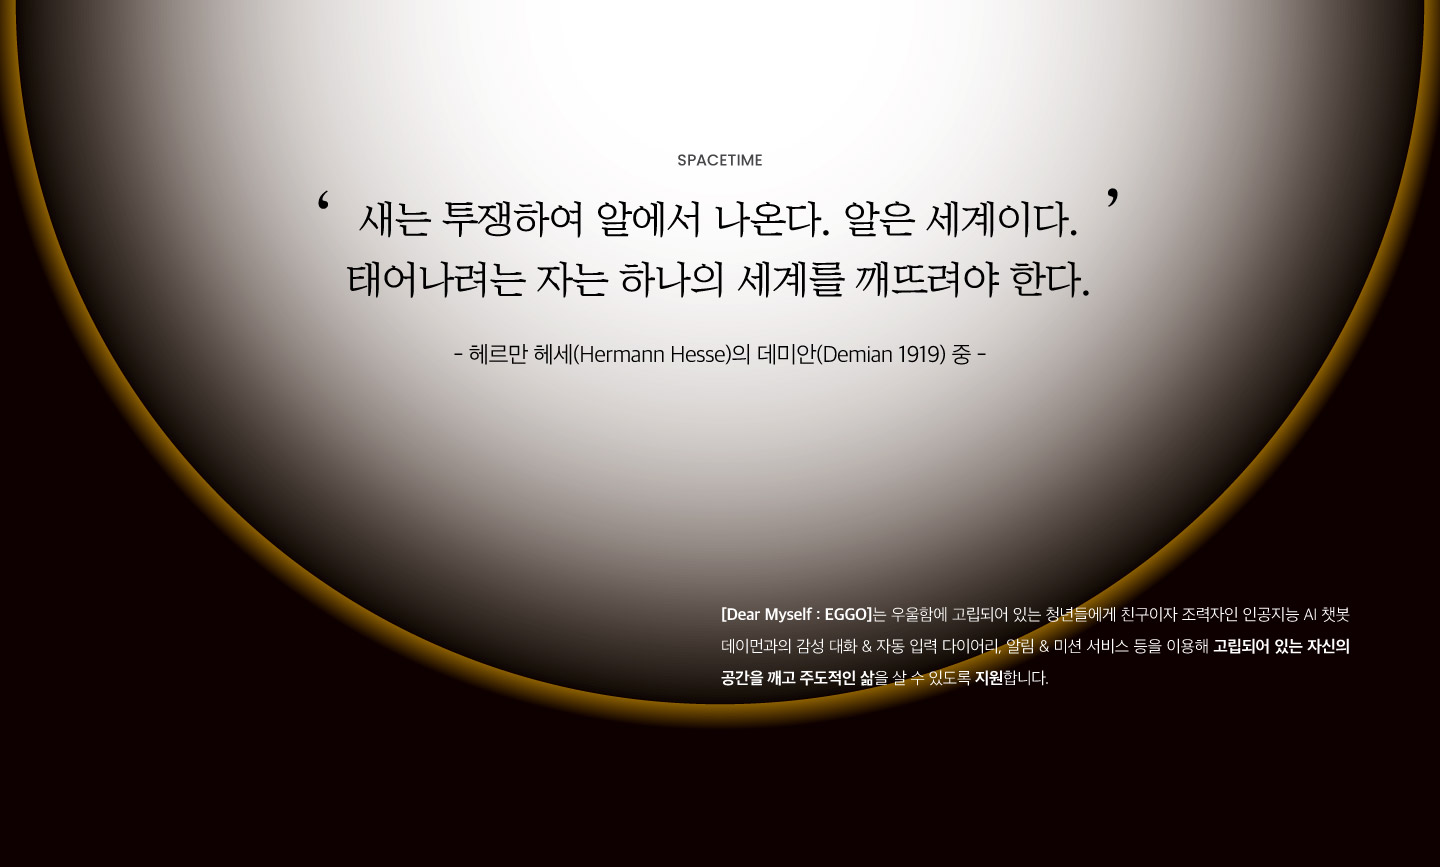 SPACETIME
‘ 새는 투쟁하여 알에서 나온다. 알은 세계이다. ’
태어나려는 자는 하나의 세계를 깨뜨려야 한다.
- 헤르만 헤세(Hermann Hesse)의 데미안(Demian 1919) 중 -
[Dear Myself : EGGO]는 우울함에 고립되어 있는 청년들에게 친구이자 조력자인 인공지능 AI 챗봇
데이먼과의 감성 대화 & 자동 입력 다이어리, 알림 & 미션 서비스 등을 이용해 고립되어 있는 자신의
공간을 깨고 주도적인 삶을 살 수 있도록 지원합니다.